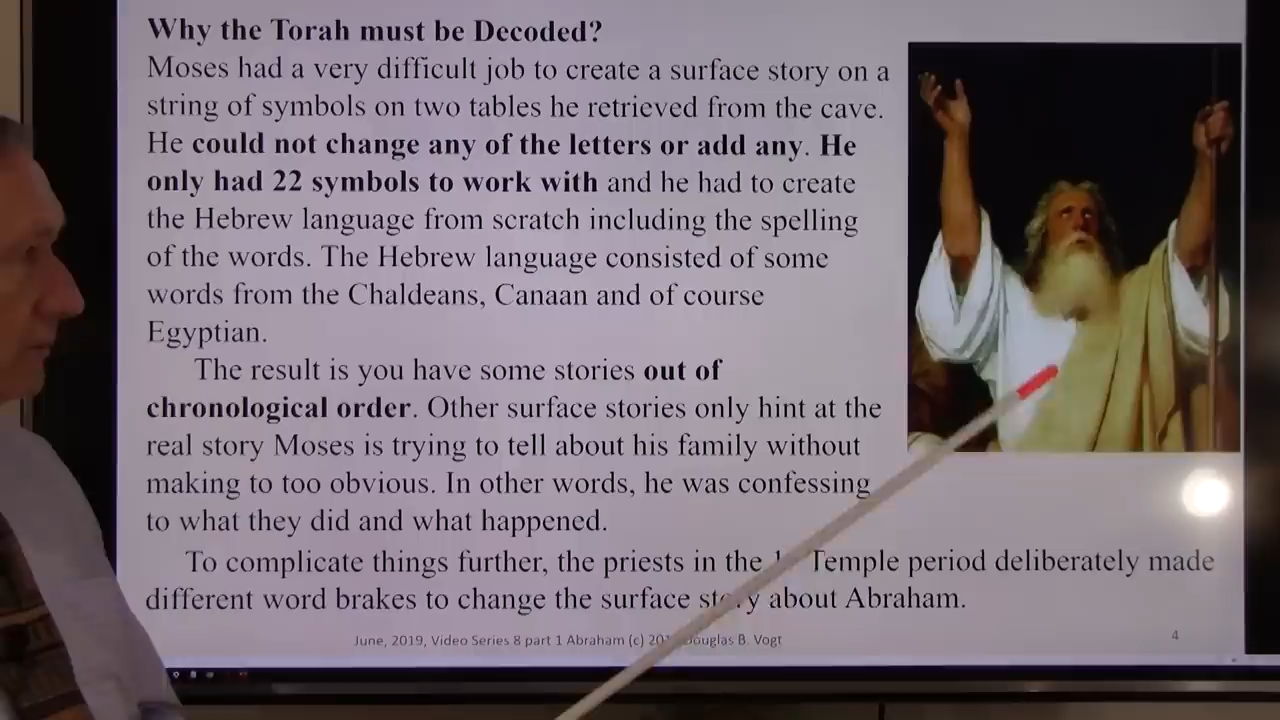 Why the Torah must be Decoded?
Moses had a very difficult job to create a surface story on a
string of symbols on two tables he retrieved from the cave.
He could not change any of the letters or add any. He
only had 22 symbols to work with and he had to create
the Hebrew language from scratch including the spelling
of the words. The Hebrew language consisted of some
words from the Chaldeans, Canaan and of course
Egyptian.
The result is you have some stories out of
chronological order. Other surface stories only hint at the
real story Moses is trying to tell about his family without
making to too obvious. In other words, he was confessing
to what they did and what happened.
To complicate things further, the priests in the Temple period deliberately made
different word brakes to change the surface about Abraham.
June, 2019, Video Series 8 part 1 Abraham (c) Douglas B. Vogt
4